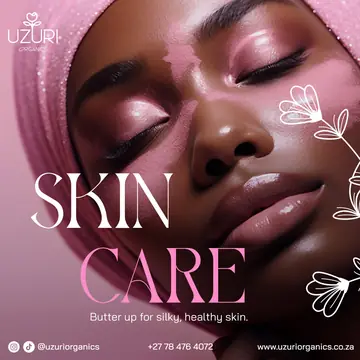 UZURI
ORGANICS
SKIN
CARE
Butter up for silky, healthy skin.
@uzuriorganics
+27 78 476 4072
www.uzuriorganics.co.za